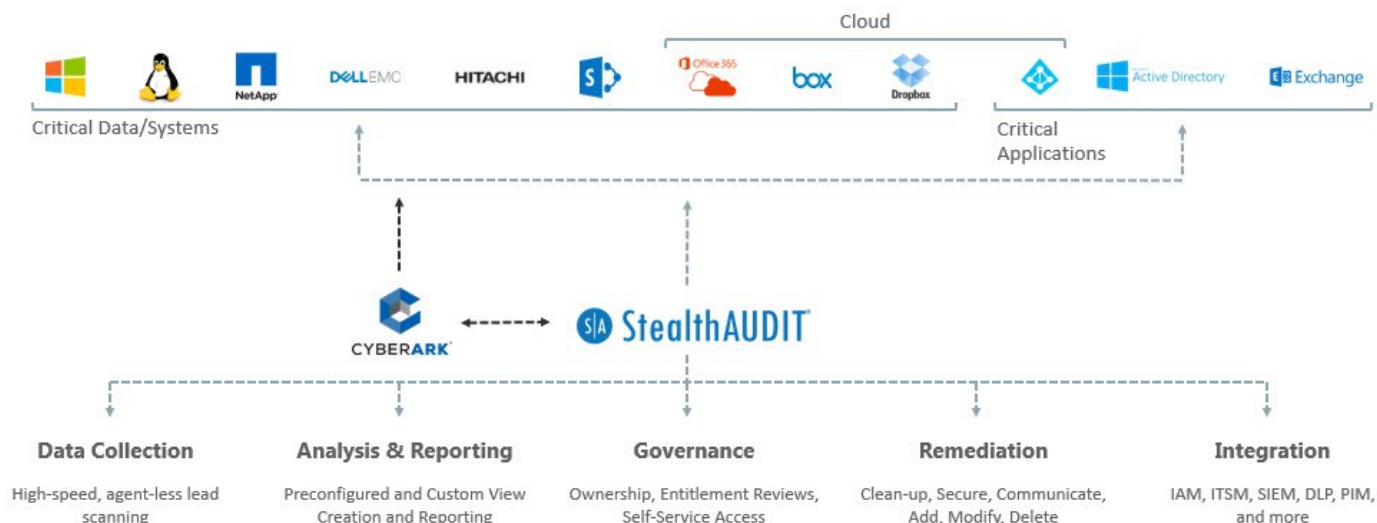 Cloud
NetApp
DELLEMC
HITACHI
S
Office 365
box
Dropbox
Active Directory
Exchange
Critical Data/Systems
Critical
Applications
CYBERARK®
S|A StealthAUDIT®
Data Collection
Analysis & Reporting
Governance
Remediation
Integration
High-speed, agent-less lead
scanning
Preconfigured and Custom View
Creation and Reporting
Ownership, Entitlement Reviews,
Self-Service Access
Clean-up, Secure, Communicate,
Add, Modify, Delete
IAM, ITSM, SIEM, DLP, PIM,
and more